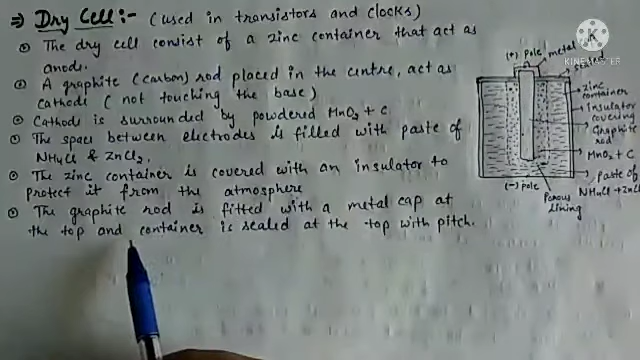 ⇒ Dry Cell:- (used in transistors and clocks)
The dry cell consist of a zinc container that act as
anode.
A graphite (carbon) rod placed in the centre, act as
cathode (not touching the base)
Cathode is surrounded by powdered MnO2 + C
The space between electrodes is filled with paste of
NH4Cl & ZnCl2.
The zinc container is covered with an insulator to
protect it from the atmosphere
The graphite rod is fitted with a metal cap at
the top and container is sealed at the top with pitch.
(+) pole
metal
zinc
container
Insulator
covering
Graphite
rod
MnO2 + C
Paste of
NH4Cl + ZnCl
(-) pole
Porous
lining
K
KINEMASTER